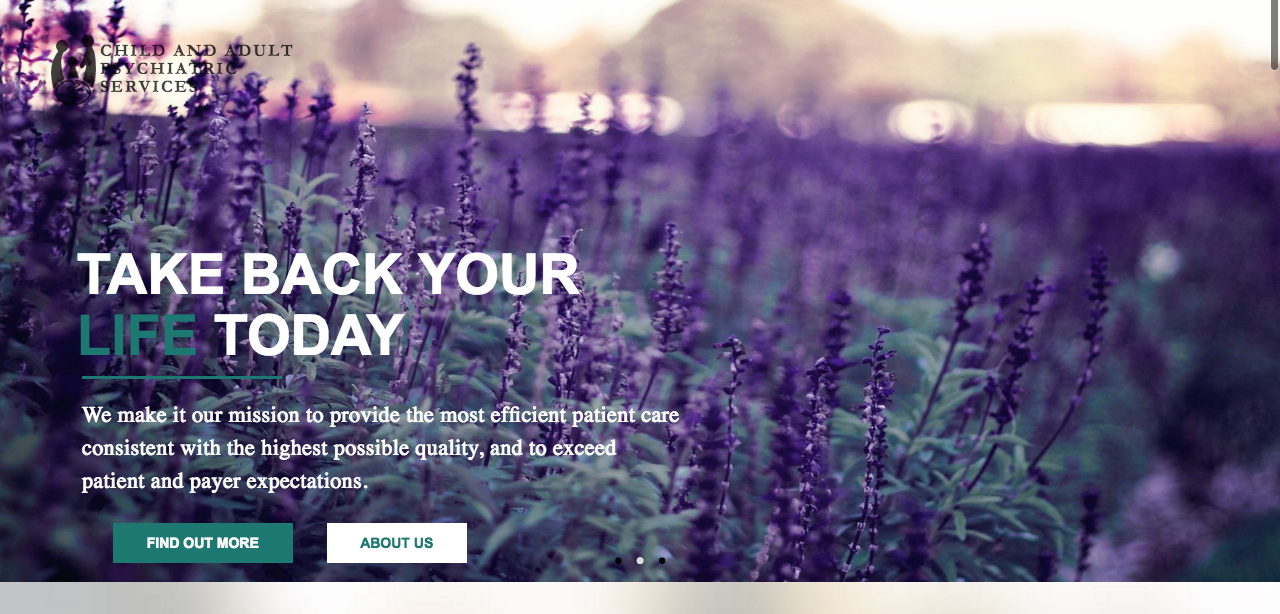 CHILD AND ADULT
PSYCHIATRIC
SERVICES
TAKE BACK YOUR
LIFE TODAY
We make it our mission to provide the most efficient patient care
consistent with the highest possible quality, and to exceed
patient and payer expectations.
FIND OUT MORE
ABOUT US